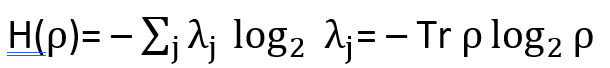 H(ρ)= − ∑ⱼ λⱼ log₂ λⱼ= − Tr ρ log₂ ρ